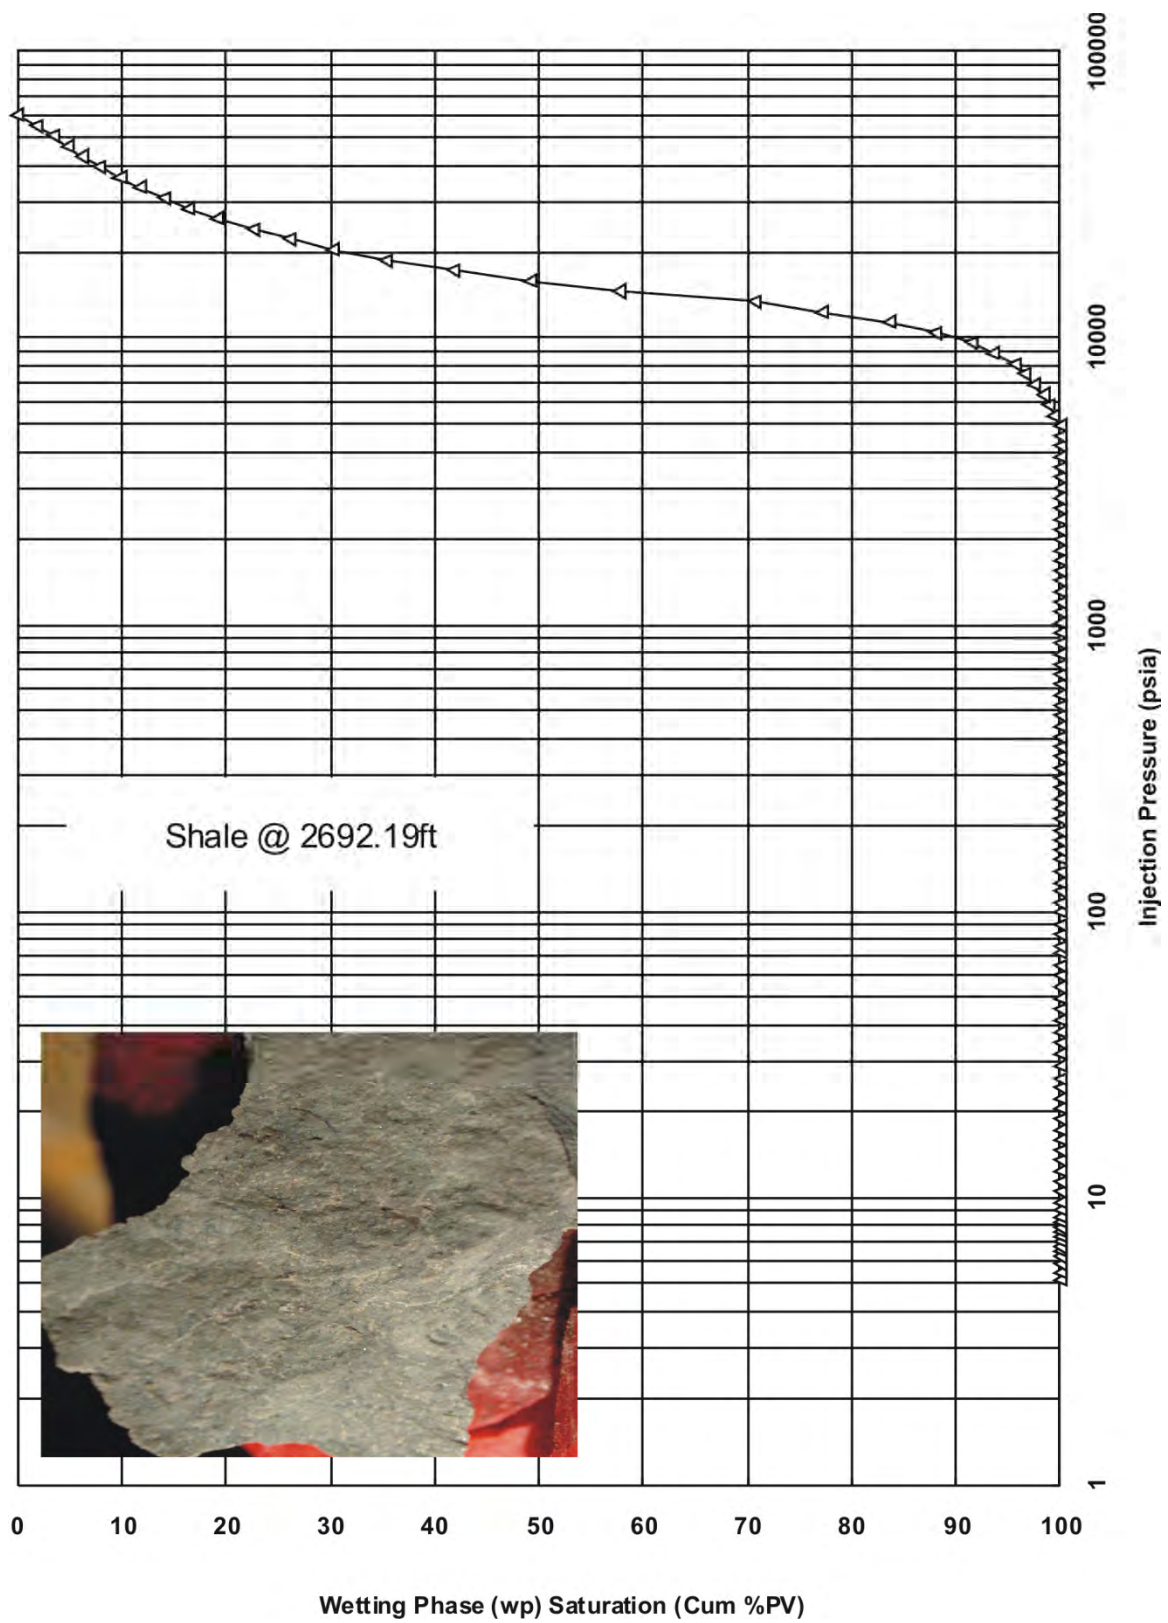 100000
10000
1000
100
10
1
Injection Pressure (psia)
Shale @ 2692.19ft
0 10 20 30 40 50 60 70 80 90 100
Wetting Phase (wp) Saturation (Cum %PV)